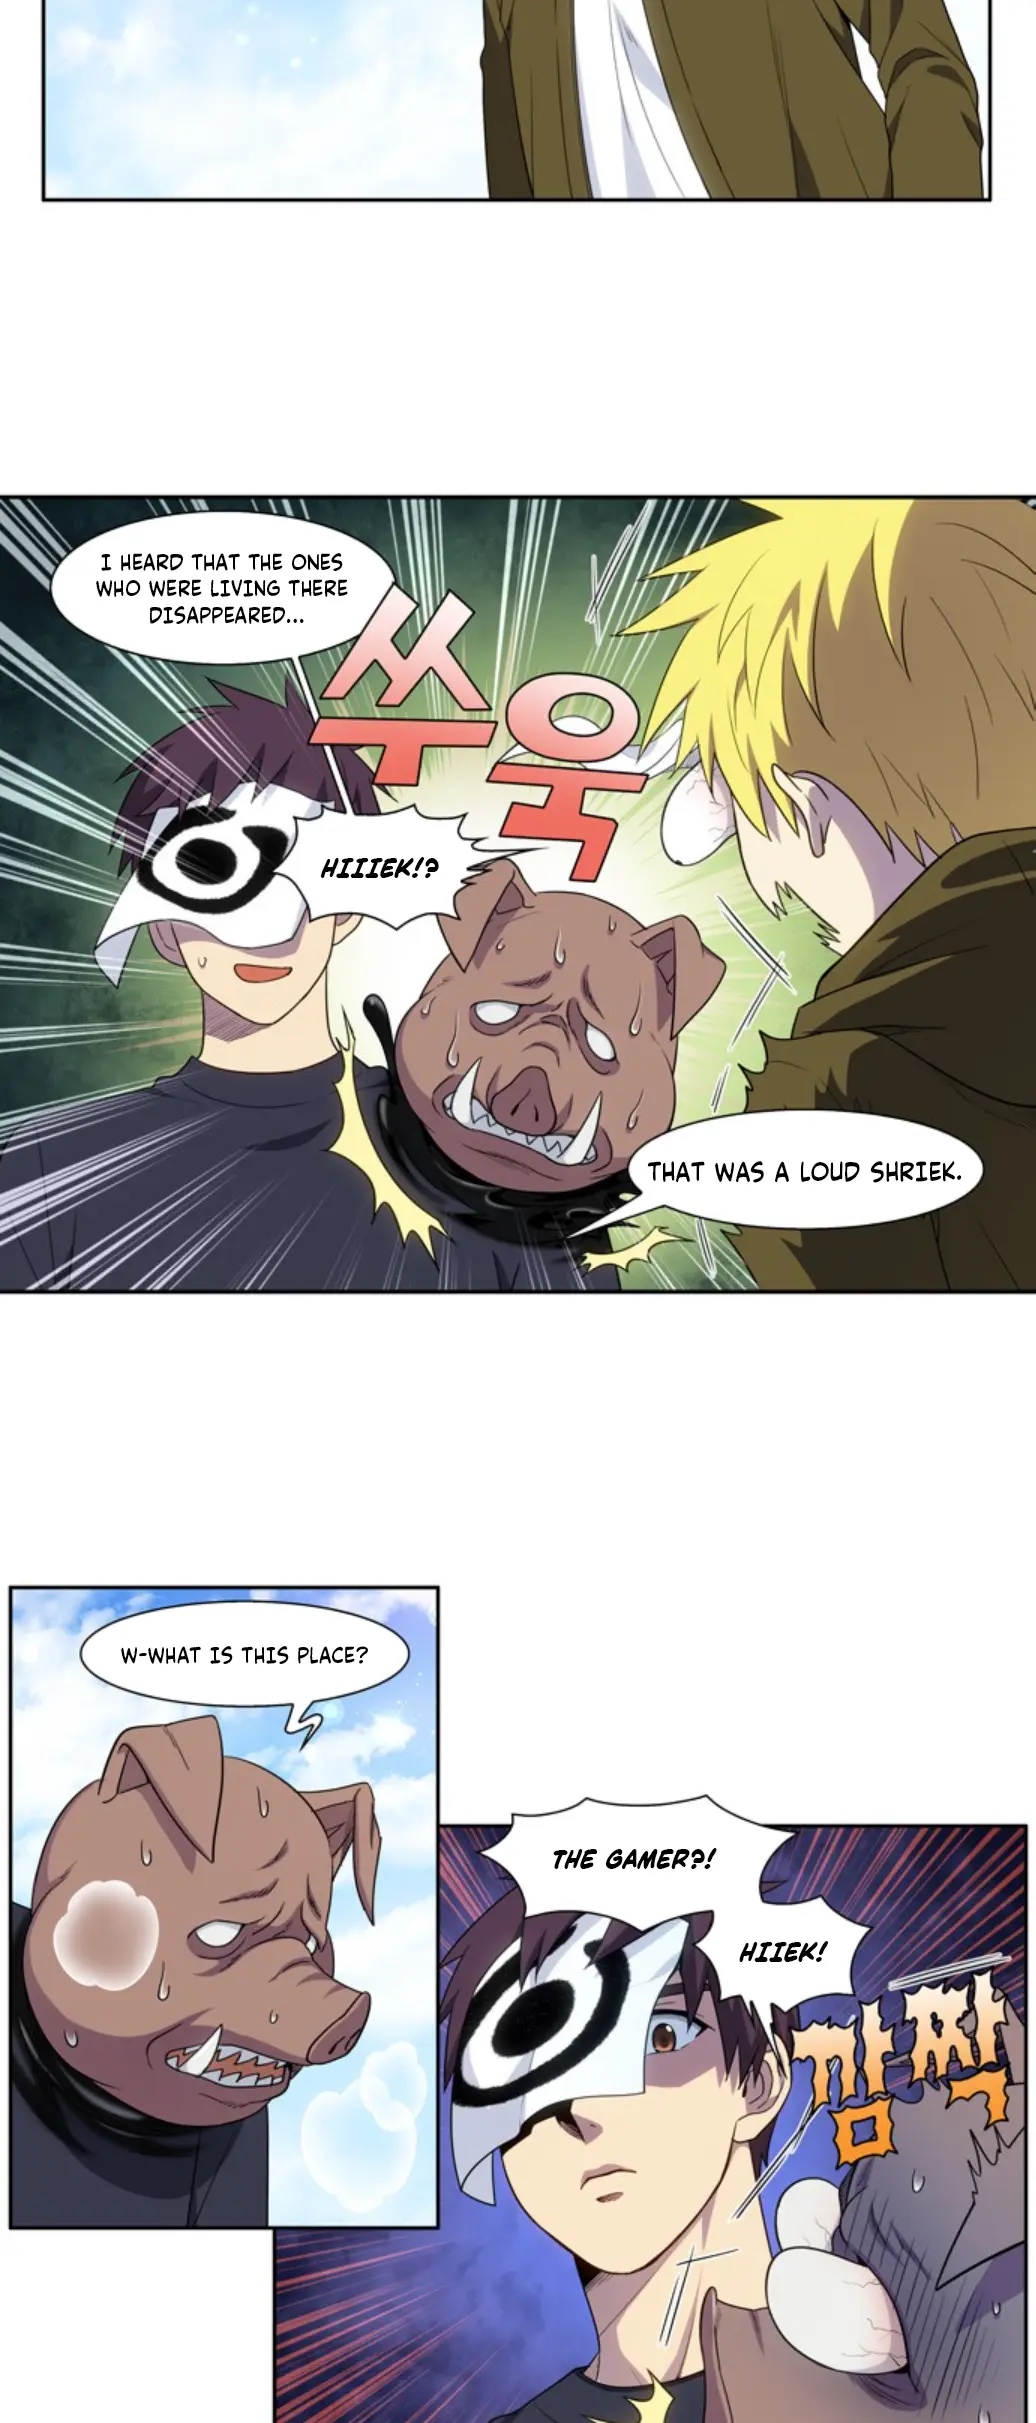 I HEARD THAT THE ONES
WHO WERE LIVING THERE
DISAPPEARED...
쑤욱
HIIIEK!?
THAT WAS A LOUD SHRIEK.
W-WHAT IS THIS PLACE?
THE GAMER?!
HIIEK!
깜짝